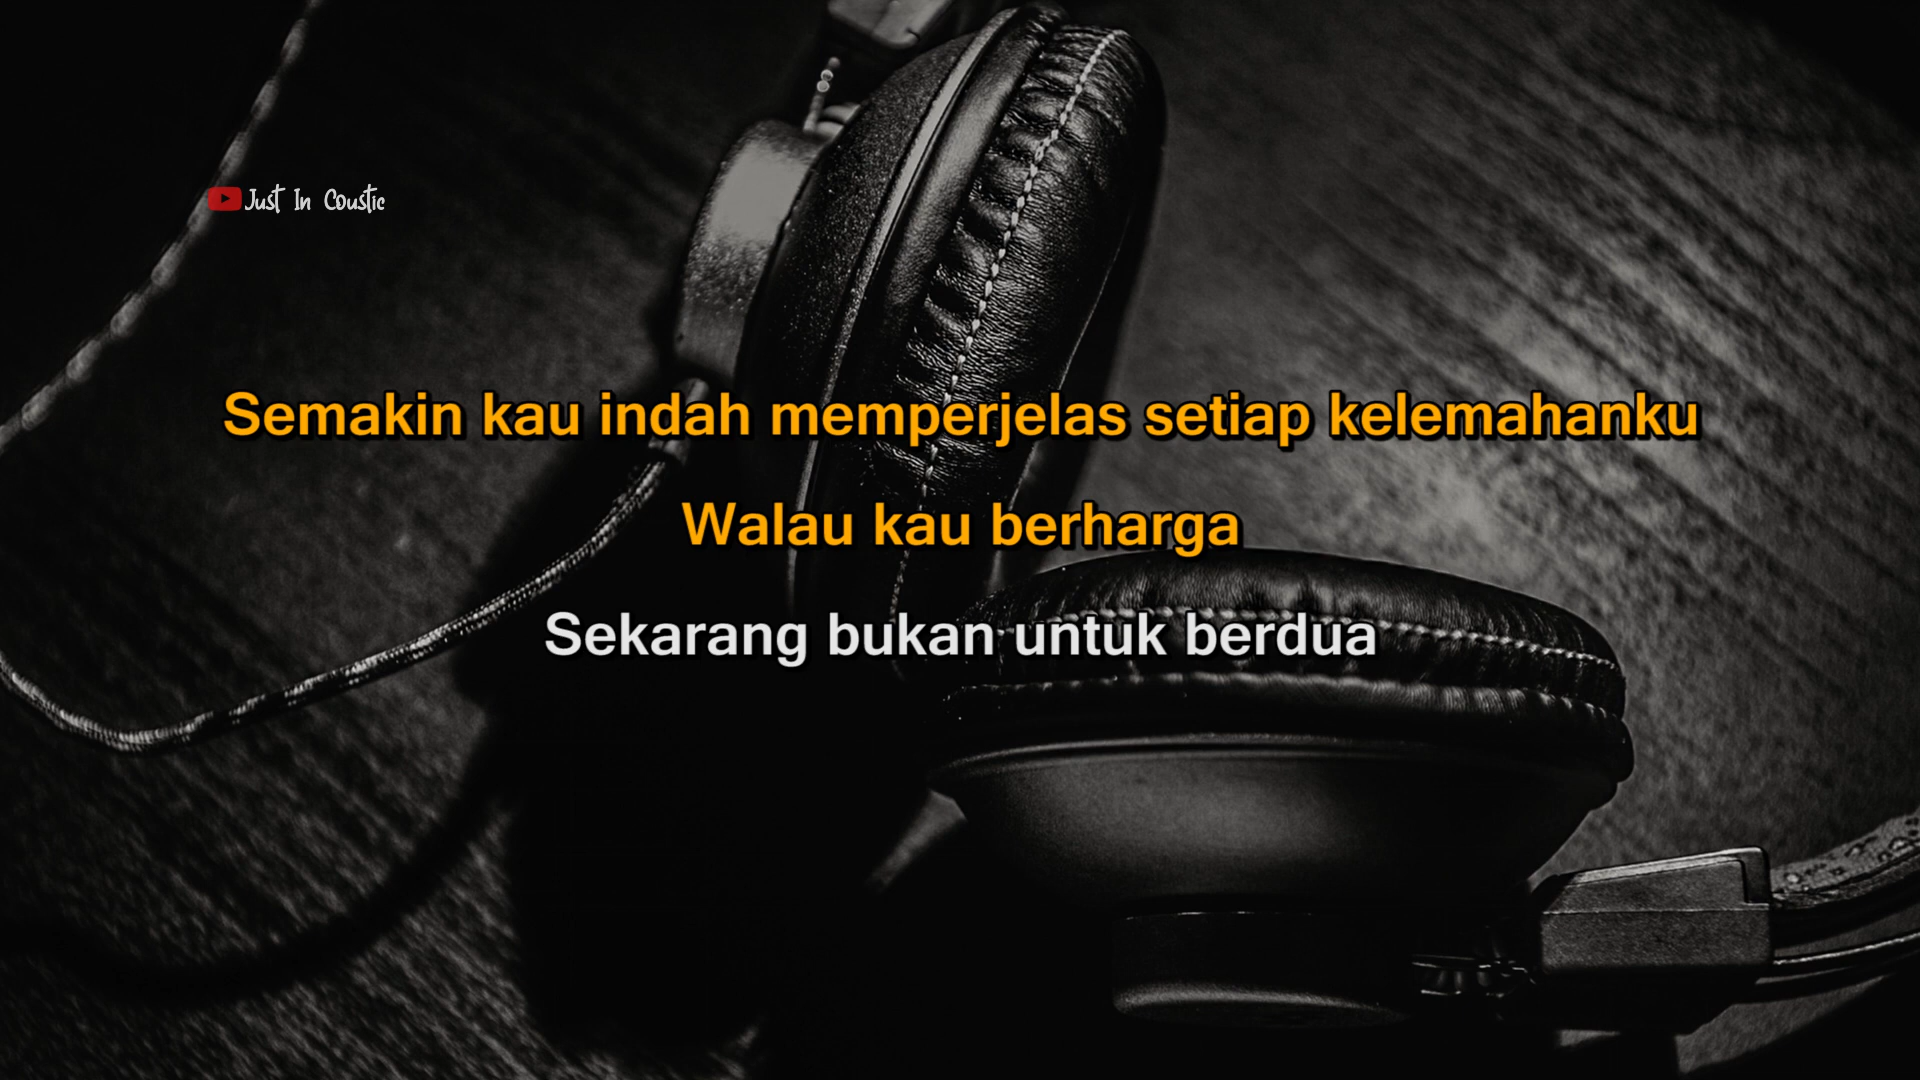 Just In Coustic
Semakin kau indah memperjelas setiap kelemahanku
Walau kau berharga
Sekarang bukan untuk berdua